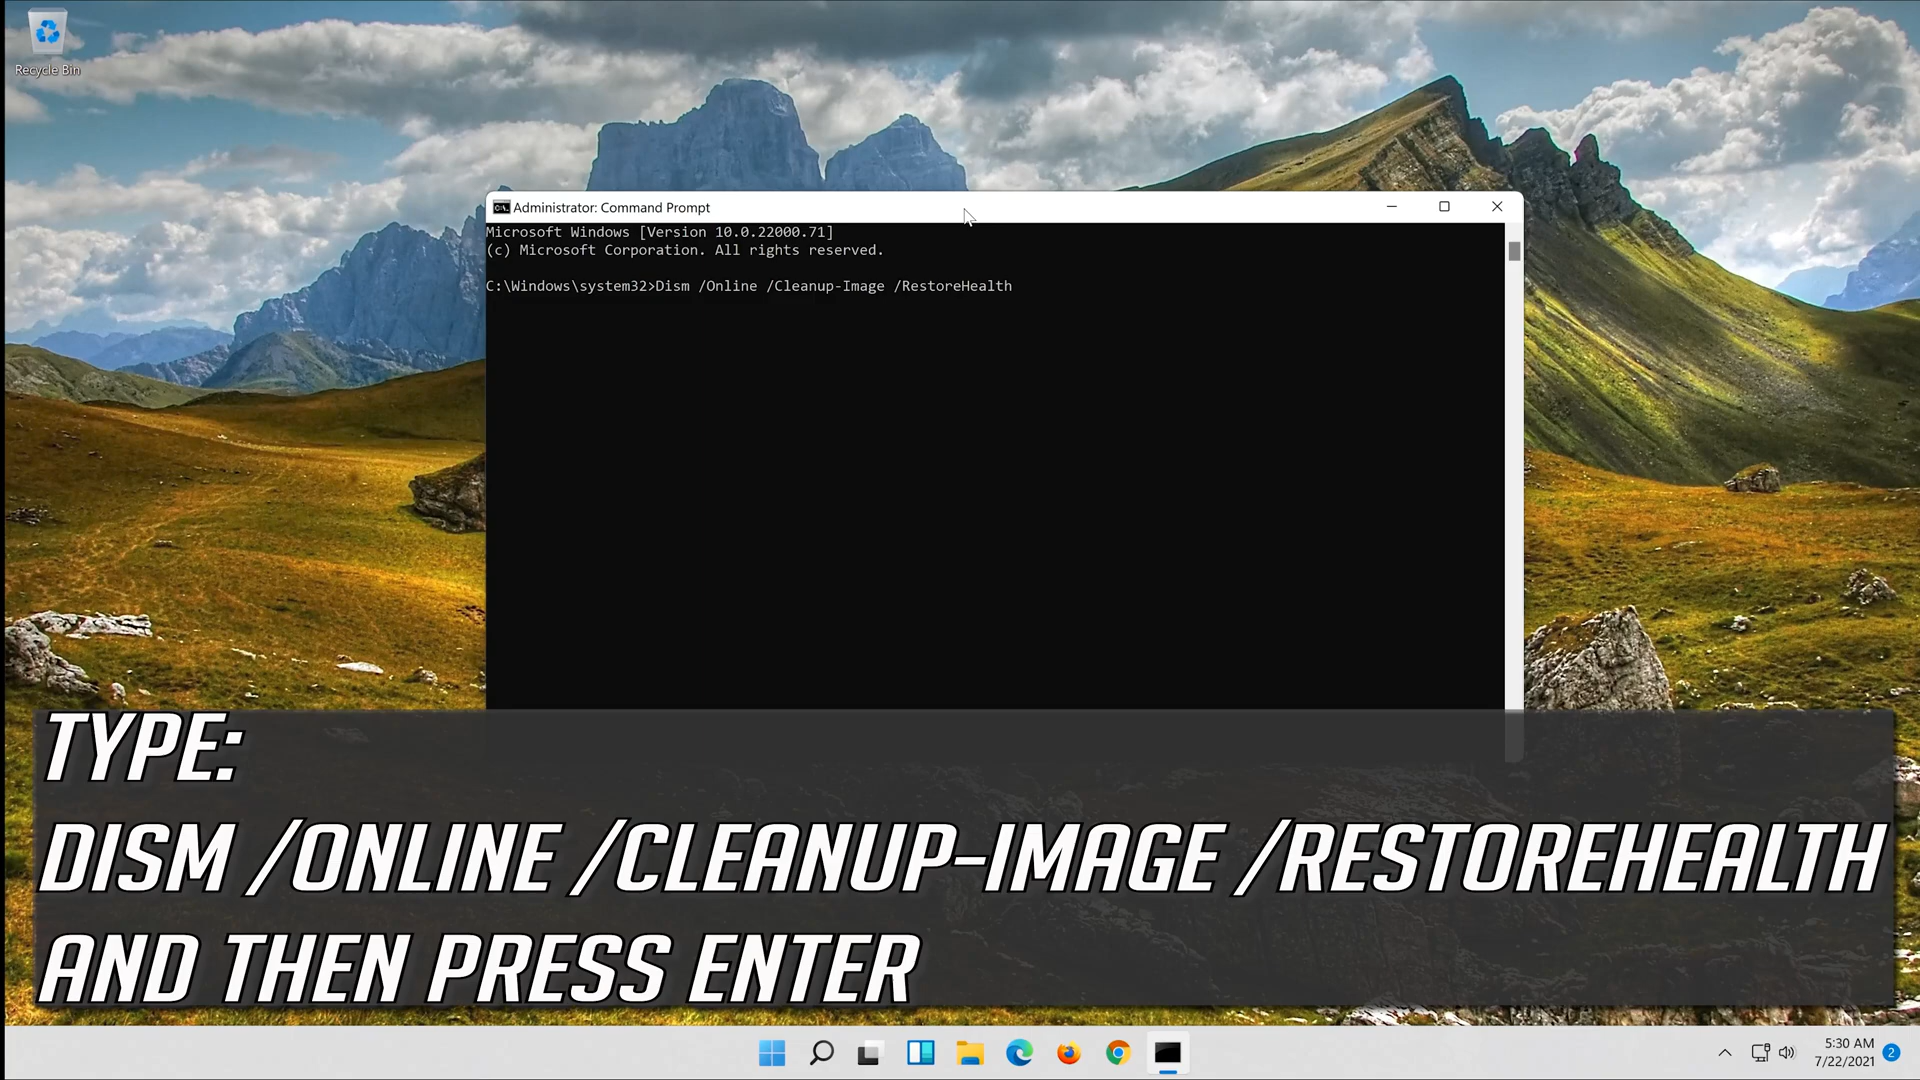 Recycle Bin
Administrator: Command Prompt
Microsoft Windows [Version 10.0.22000.71]
(c) Microsoft Corporation. All rights reserved.
C:\Windows\system32>Dism /Online /Cleanup-Image /RestoreHealth
TYPE:
DISM /ONLINE /CLEANUP-IMAGE /RESTOREHEALTH
AND THEN PRESS ENTER
5:30 AM
7/22/2021
2